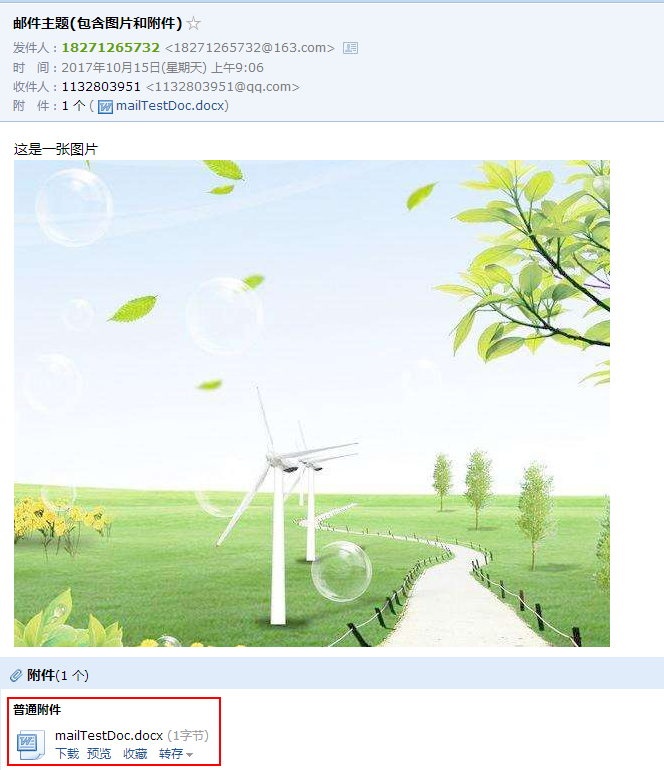 邮件主题(包含图片和附件)
发件人：18271265732 <18271265732@163.com>
时 间：2017年10月15日(星期天) 上午9:06
收件人：1132803951 <1132803951@qq.com>
附 件：1 个 ( mailTestDoc.docx)
这是一张图片
附件(1 个)
普通附件
mailTestDoc.docx (1字节)
下载 预览 收藏 转存